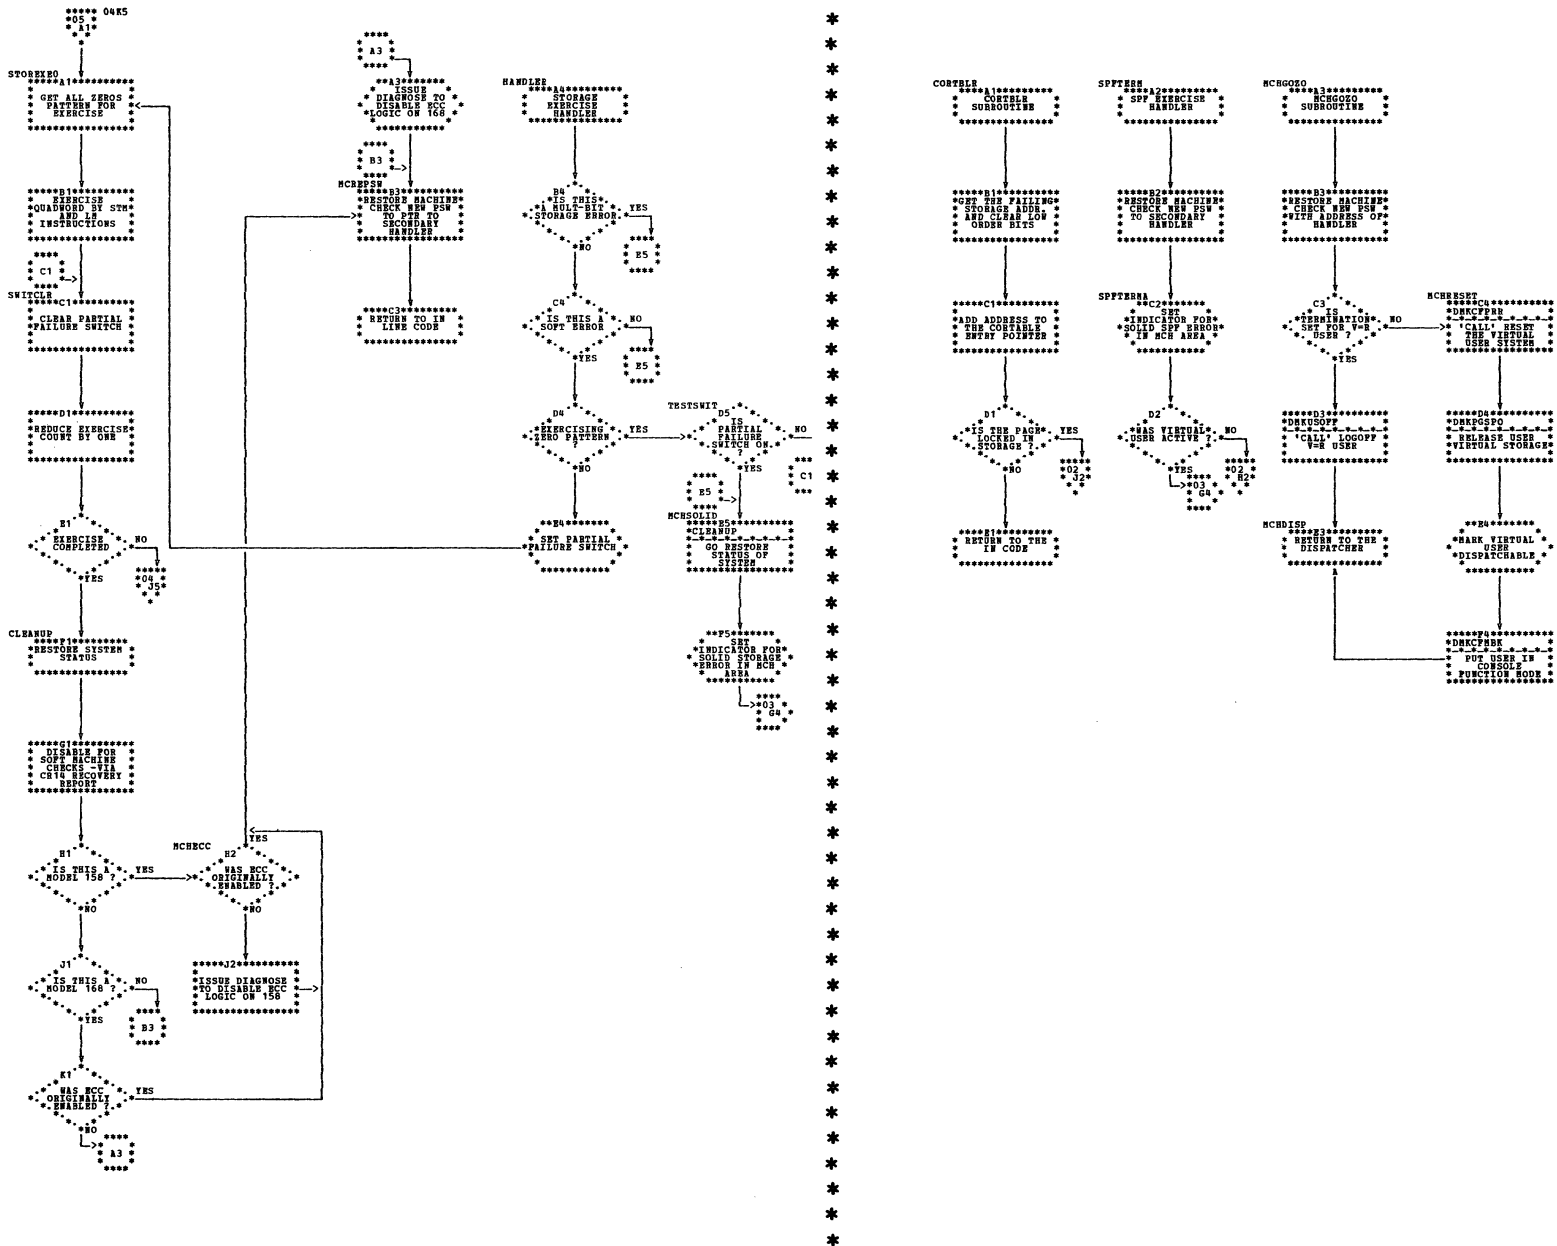 04K5
05
A1
STOREXEO
A1
GET ALL ZEROS
PATTERN FOR
EXERCISE
B1
EXERCISE
QUADWORD BY STM
AND LM
INSTRUCTIONS
C1
SWITCLR
C1
CLEAR PARTIAL
FAILURE SWITCH
D1
REDUCE EXERCISE
COUNT BY ONE
E1
EXERCISE
COMPLETED
NO
YES
04
J5
CLEANUP
F1
RESTORE SYSTEM
STATUS
G1
DISABLE FOR
SOFT MACHINE
CHECKS -VIA
CR14 RECOVERY
REPORT
H1
IS THIS A
MODEL 158 ?
YES
NO
J1
IS THIS A
MODEL 168 ?
NO
YES
B3
K1
WAS ECC
ORIGINALLY
ENABLED ?
YES
NO
A3
MCHECC
YES
H2
WAS ECC
ORIGINALLY
ENABLED ?
NO
J2
ISSUE DIAGNOSE
TO DISABLE ECC
LOGIC ON 158
A3
A3
ISSUE
DIAGNOSE TO
DISABLE ECC
LOGIC ON 168
B3
MCREPSW
B3
RESTORE MACHINE
CHECK NEW PSW
TO PTR TO
SECONDARY
HANDLER
C3
RETURN TO IN
LINE CODE
HANDLER
A4
STORAGE
EXERCISE
HANDLER
B4
IS THIS
A MULT-BIT
STORAGE ERROR
YES
NO
E5
C4
IS THIS A
SOFT ERROR
NO
YES
E5
D4
EXERCISING
ZERO PATTERN
?
YES
NO
E4
SET PARTIAL
FAILURE SWITCH
TESTSWIT
D5
IS
PARTIAL
FAILURE
SWITCH ON
?
NO
YES
C1
E5
MCHSOLID
E5
CLEANUP
GO RESTORE
STATUS OF
SYSTEM
F5
SET
INDICATOR FOR
SOLID STORAGE
ERROR IN MCH
AREA
03
G4
CORTBLR
A1
CORTBLR
SUBROUTINE
B1
GET THE FAILING
STORAGE ADDR.
AND CLEAR LOW
ORDER BITS
C1
ADD ADDRESS TO
THE CORTABLE
ENTRY POINTER
D1
IS THE PAGE
LOCKED IN
STORAGE ?
YES
NO
02
J2
E1
RETURN TO THE
IN CODE
SPFTERM
A2
SPF EXERCISE
HANDLER
B2
RESTORE MACHINE
CHECK NEW PSW
TO SECONDARY
HANDLER
SPFTERMA
C2
SET
INDICATOR FOR
SOLID SPF ERROR
IN MCH AREA
D2
WAS VIRTUAL
USER ACTIVE ?
NO
YES
02
H2
03
G4
MCHGOZO
A3
MCHGOZO
SUBROUTINE
B3
RESTORE MACHINE
CHECK NEW PSW
WITH ADDRESS OF
HANDLER
C3
IS
TERMINATION
SET FOR V=R
USER ?
NO
YES
D3
DMKUSOFF
'CALL' LOGOFF
V=R USER
MCHDISP
E3
RETURN TO THE
DISPATCHER
MCHRESET
C4
DMKCFPRR
'CALL' RESET
THE VIRTUAL
USER SYSTEM
D4
DMKPGSPO
RELEASE USER
VIRTUAL STORAGE
E4
MARK VIRTUAL
USER
DISPATCHABLE
F4
DMKCFMBK
PUT USER IN
CONSOLE
FUNCTION MODE